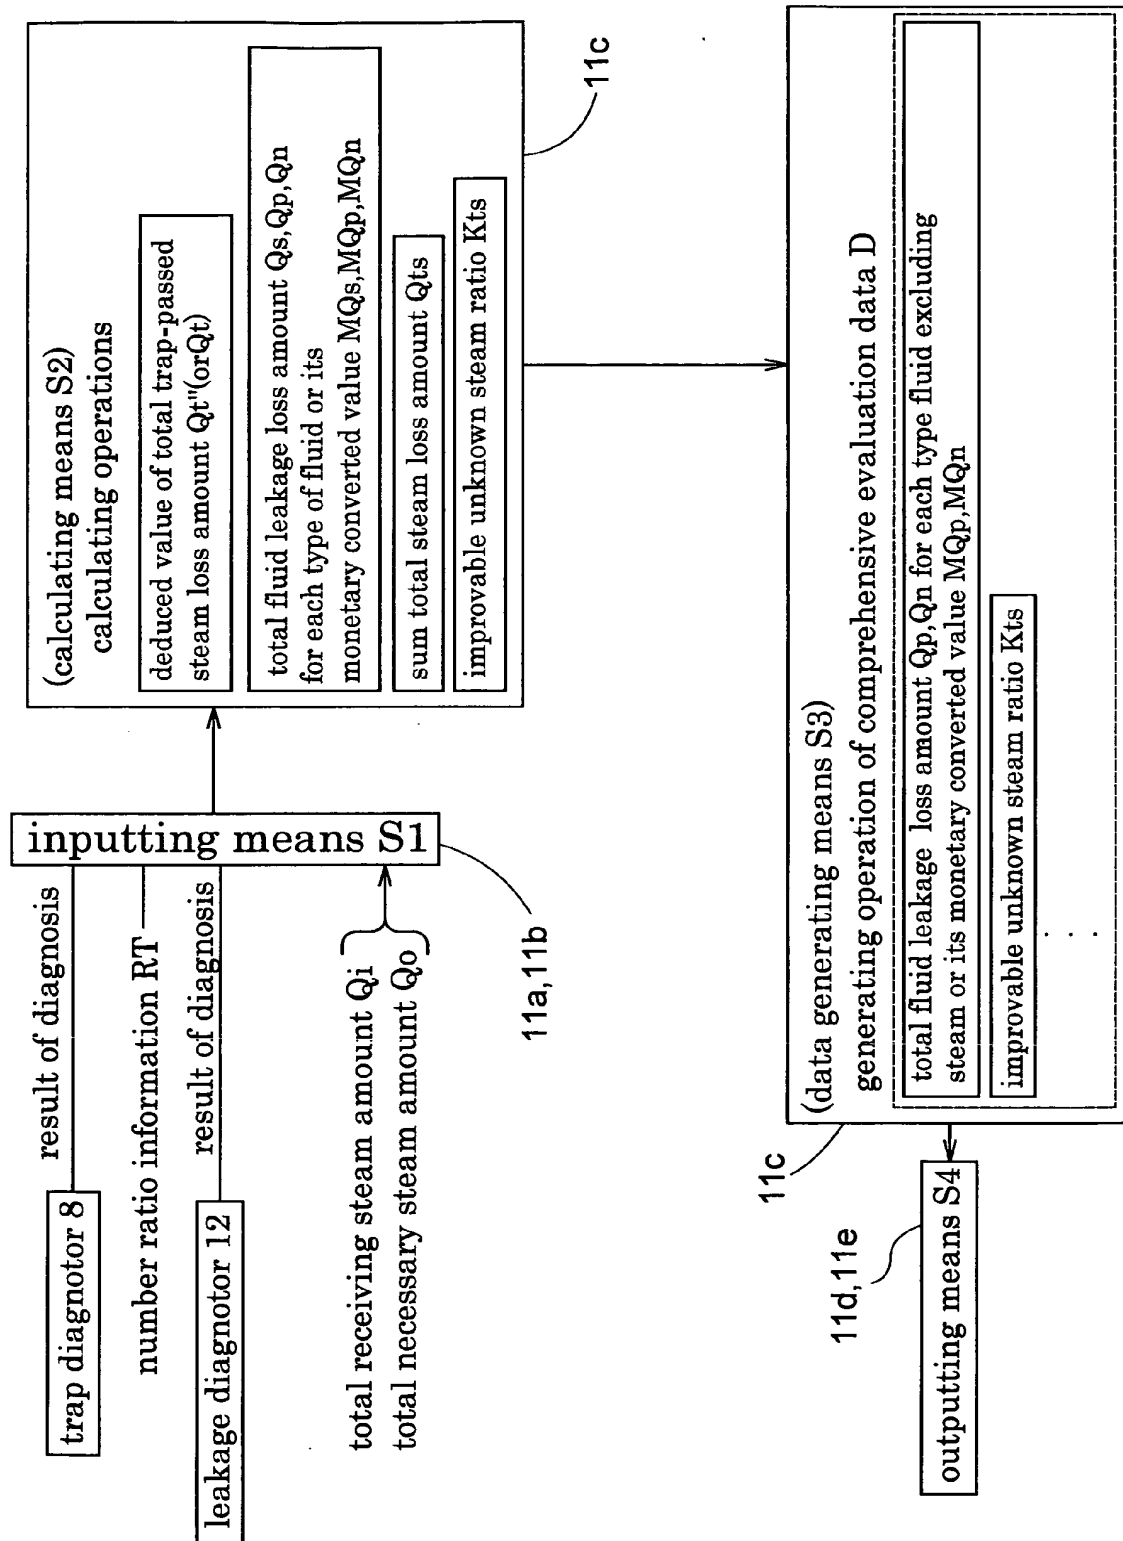 trap diagnotor 8
result of diagnosis
number ratio information RT
leakage diagnotor 12
result of diagnosis
total receiving steam amount Qi
total necessary steam amount Qo
inputting means S1
11a,11b
(calculating means S2)
calculating operations
deduced value of total trap-passed
steam loss amount Qt"(orQt)
total fluid leakage loss amount Qs,Qp,Qn
for each type of fluid or its
monetary converted value MQs,MQp,MQn
sum total steam loss amount Qts
improvable unknown steam ratio Kts
11c
(data generating means S3)
generating operation of comprehensive evaluation data D
total fluid leakage loss amount Qp,Qn for each type fluid excluding
steam or its monetary converted value MQp,MQn
improvable unknown steam ratio Kts
. . .
11c
outputting means S4
11d,11e